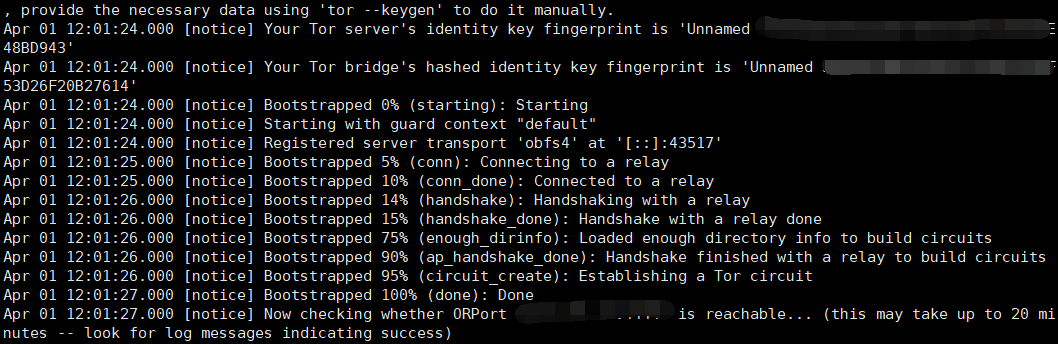 , provide the necessary data using 'tor --keygen' to do it manually.
Apr 01 12:01:24.000 [notice] Your Tor server's identity key fingerprint is 'Unnamed
48BD943'
Apr 01 12:01:24.000 [notice] Your Tor bridge's hashed identity key fingerprint is 'Unnamed
53D26F20B27614'
Apr 01 12:01:24.000 [notice] Bootstrapped 0% (starting): Starting
Apr 01 12:01:24.000 [notice] Starting with guard context "default"
Apr 01 12:01:24.000 [notice] Registered server transport 'obfs4' at '[::]:43517'
Apr 01 12:01:25.000 [notice] Bootstrapped 5% (conn): Connecting to a relay
Apr 01 12:01:25.000 [notice] Bootstrapped 10% (conn_done): Connected to a relay
Apr 01 12:01:26.000 [notice] Bootstrapped 14% (handshake): Handshaking with a relay
Apr 01 12:01:26.000 [notice] Bootstrapped 15% (handshake_done): Handshake with a relay done
Apr 01 12:01:26.000 [notice] Bootstrapped 75% (enough_dirinfo): Loaded enough directory info to build circuits
Apr 01 12:01:26.000 [notice] Bootstrapped 90% (ap_handshake_done): Handshake finished with a relay to build circuits
Apr 01 12:01:26.000 [notice] Bootstrapped 95% (circuit_create): Establishing a Tor circuit
Apr 01 12:01:27.000 [notice] Bootstrapped 100% (done): Done
Apr 01 12:01:27.000 [notice] Now checking whether ORPort is reachable... (this may take up to 20 mi
nutes -- look for log messages indicating success)